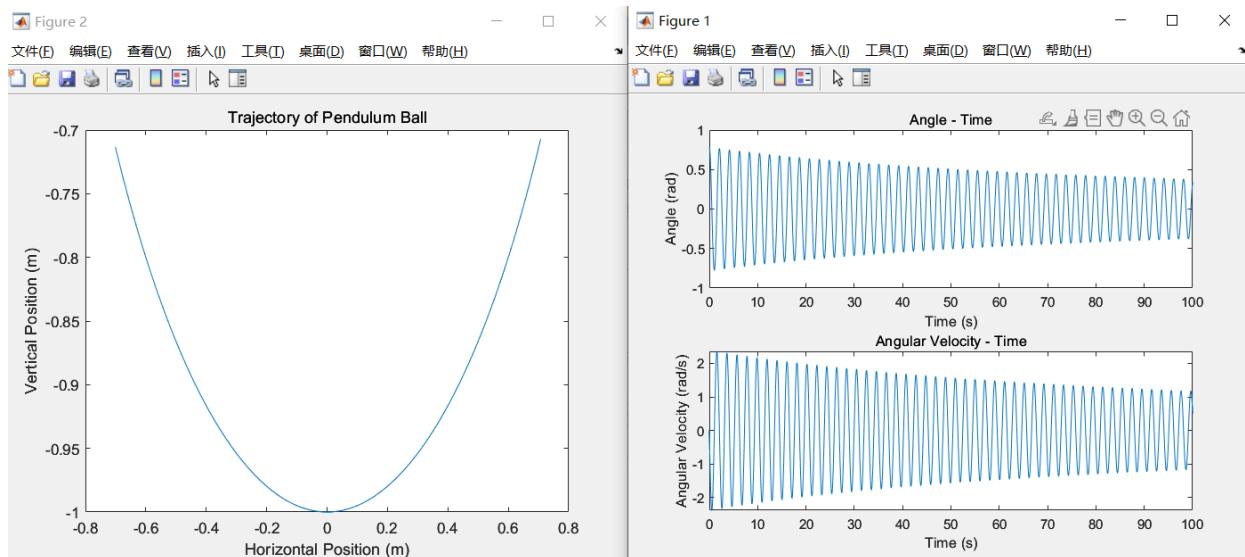 Figure 2
文件(F) 编辑(E) 查看(V) 插入(I) 工具(T) 桌面(D) 窗口(W) 帮助(H)
Trajectory of Pendulum Ball
Vertical Position (m)
-0.7
-0.75
-0.8
-0.85
-0.9
-0.95
-1
-0.8 -0.6 -0.4 -0.2 0 0.2 0.4 0.6 0.8
Horizontal Position (m)
Figure 1
文件(F) 编辑(E) 查看(V) 插入(I) 工具(T) 桌面(D) 窗口(W) 帮助(H)
Angle - Time
Angle (rad)
1
0.5
0
-0.5
-1
0 10 20 30 40 50 60 70 80 90 100
Time (s)
Angular Velocity - Time
Angular Velocity (rad/s)
2
1
0
-1
-2
0 10 20 30 40 50 60 70 80 90 100
Time (s)